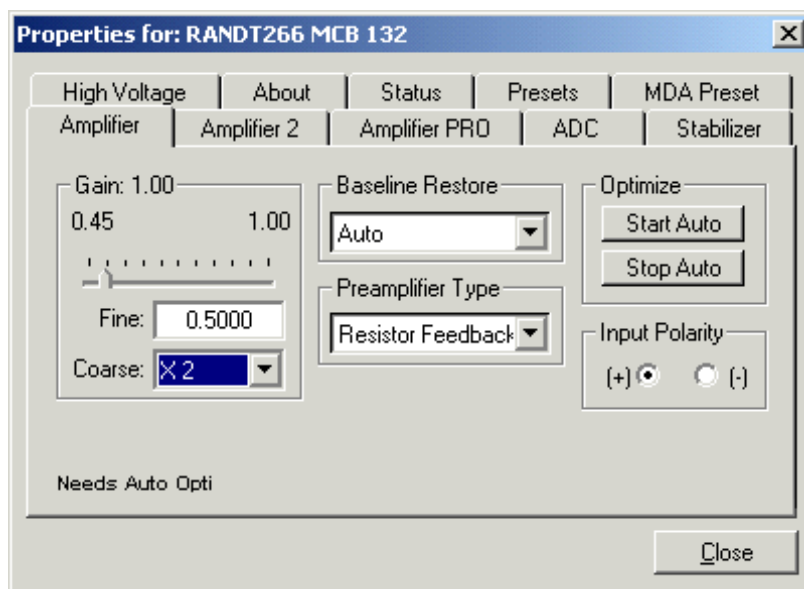 Properties for: RANDT266 MCB 132
High Voltage About Status Presets MDA Preset
Amplifier Amplifier 2 Amplifier PRO ADC Stabilizer
Gain: 1.00
0.45 1.00
Fine: 0.5000
Coarse: X 2
Baseline Restore
Auto
Preamplifier Type
Resistor Feedback
Optimize
Start Auto
Stop Auto
Input Polarity
(+) (-)
Needs Auto Opti
Close